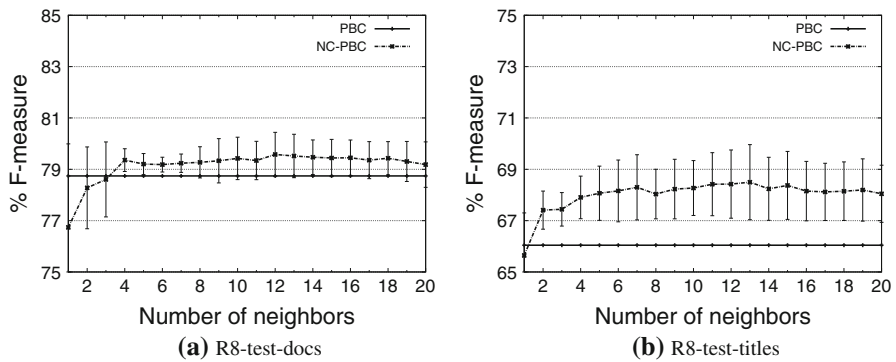 85
83
81
79
77
75
% F-measure
PBC
NC-PBC
2 4 6 8 10 12 14 16 18 20
Number of neighbors
(a) R8-test-docs
75
73
71
69
67
65
% F-measure
PBC
NC-PBC
2 4 6 8 10 12 14 16 18 20
Number of neighbors
(b) R8-test-titles